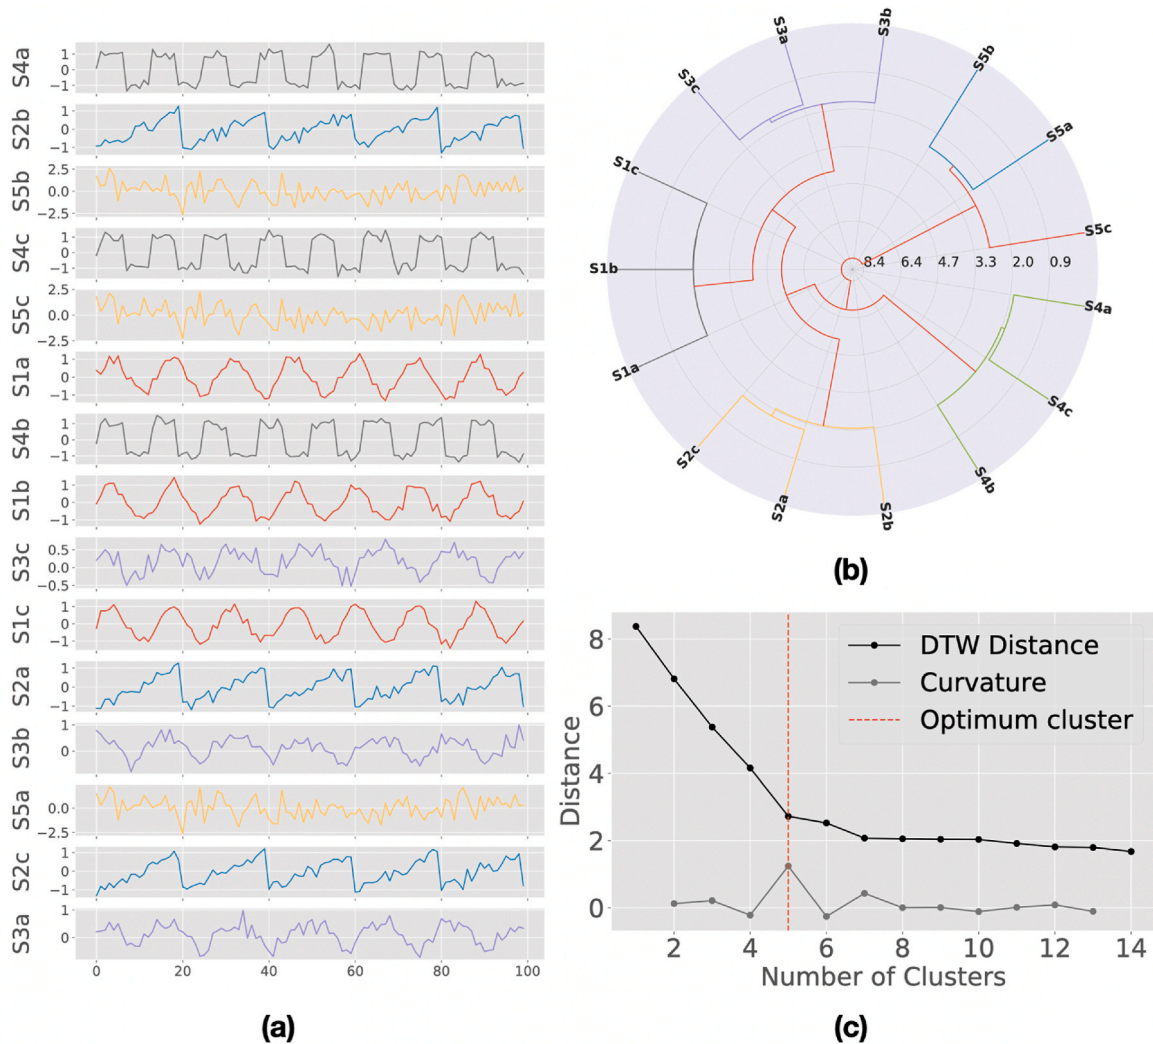 S4a
1
0
−1
S2b
1
0
−1
S5b
2.5
0.0
−2.5
S4c
1
0
−1
S5c
2.5
0.0
−2.5
S1a
1
0
−1
S4b
1
0
−1
S1b
1
0
−1
S3c
0.5
0.0
−0.5
S1c
1
0
−1
S2a
1
0
−1
S3b
1
0
S5a
0.0
−2.5
S2c
1
0
−1
S3a
1
0
0 20 40 60 80 100
(a)
S3a S3b
S3c S5b
S1c S5a
S5c
S1b 8.4 6.4 4.7 3.3 2.0 0.9
S4a
S1a
S4c
S2c S4b
S2a S2b
(b)
DTW Distance
Curvature
Optimum cluster
Distance
8
6
4
2
0
2 4 6 8 10 12 14
Number of Clusters
(c)